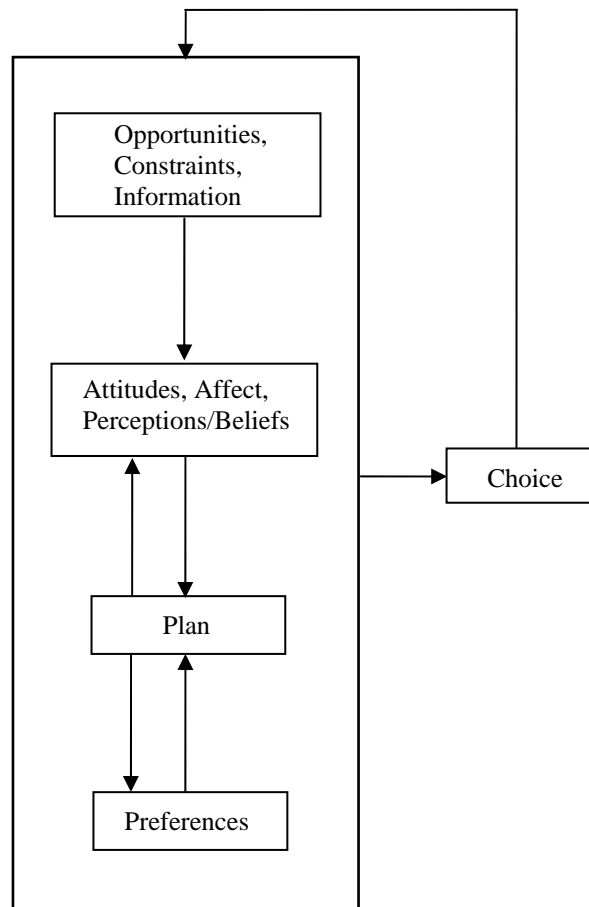 Opportunities,
Constraints,
Information
Attitudes, Affect,
Perceptions/Beliefs
Choice
Plan
Preferences